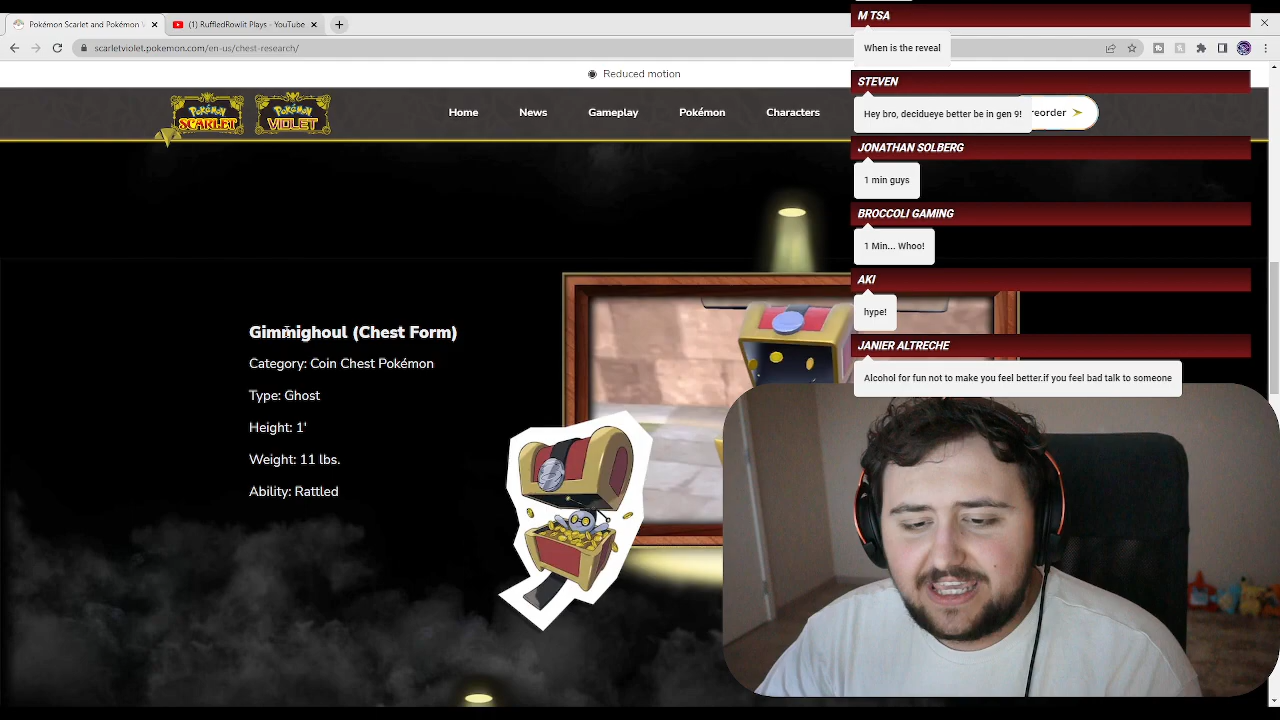 Pokémon Scarlet and Pokémon V
(1) RuffledRowlit Plays - YouTube
scarletviolet.pokemon.com/en-us/chest-research/
Reduced motion
Pokémon
SCARLET
Pokémon
VIOLET
Home
News
Gameplay
Pokémon
Characters
reorder
Gimmighoul (Chest Form)
Category: Coin Chest Pokémon
Type: Ghost
Height: 1'
Weight: 11 lbs.
Ability: Rattled
M TSA
When is the reveal
STEVEN
Hey bro, decidueye better be in gen 9!
JONATHAN SOLBERG
1 min guys
BROCCOLI GAMING
1 Min... Whoo!
AKI
hype!
JANIER ALTRECHE
Alcohol for fun not to make you feel better.if you feel bad talk to someone